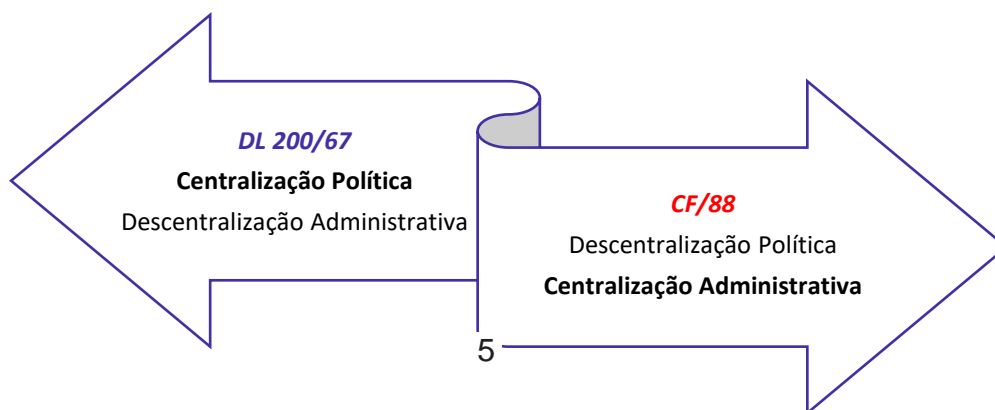 DL 200/67
Centralização Política
Descentralização Administrativa
CF/88
Descentralização Política
Centralização Administrativa
5